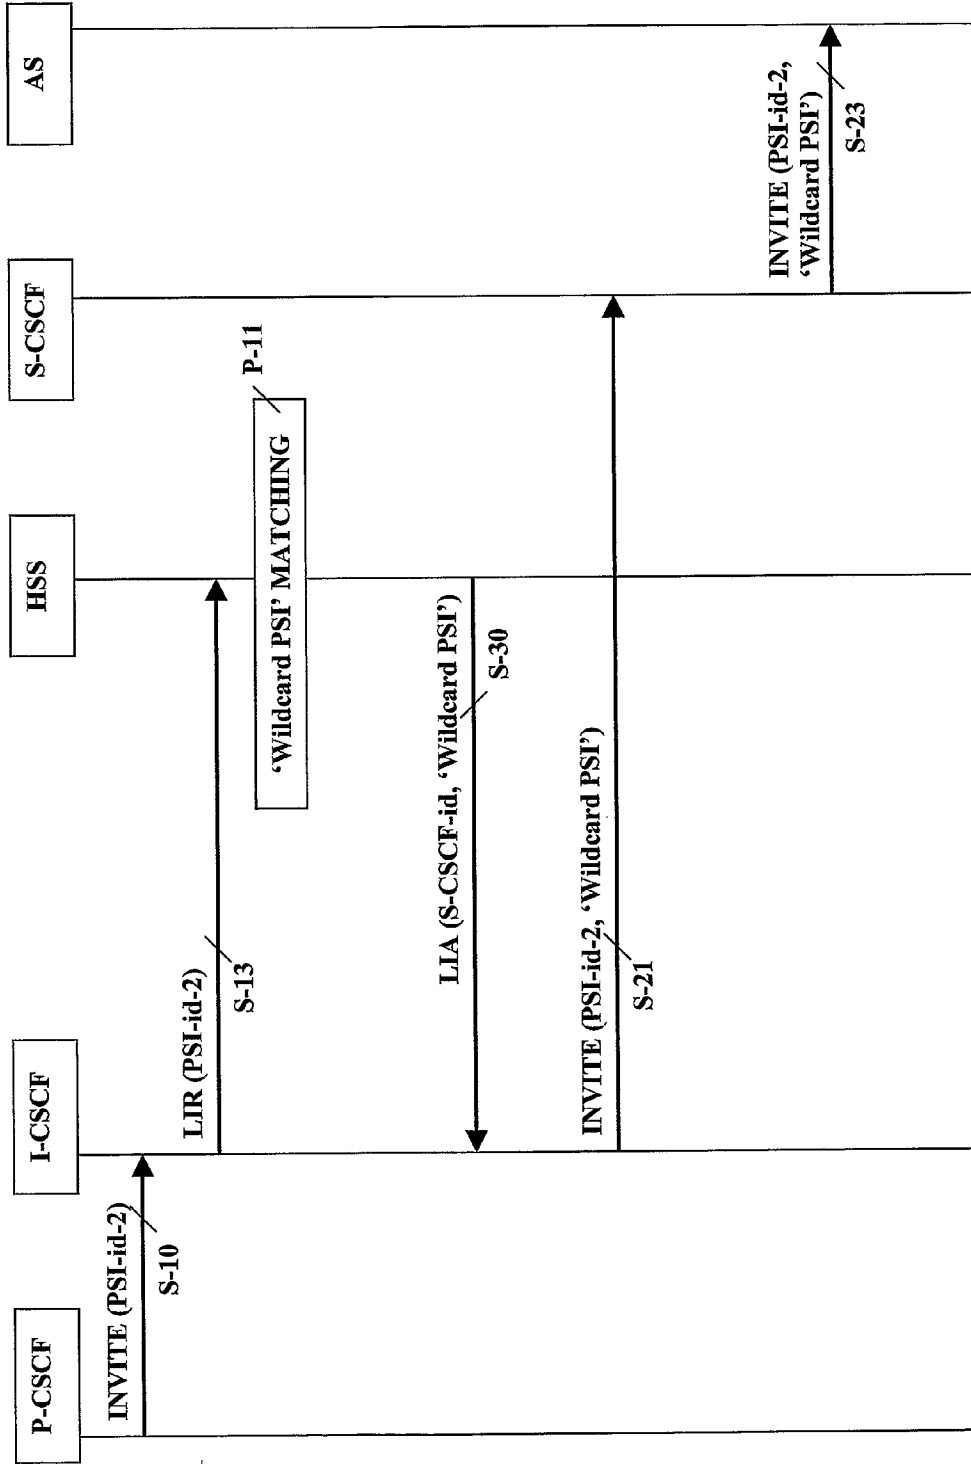 P-CSCF
I-CSCF
HSS
S-CSCF
AS
INVITE (PSI-id-2)
S-10
LIR (PSI-id-2)
S-13
‘Wildcard PSI’ MATCHING
P-11
LIA (S-CSCF-id, ‘Wildcard PSI’)
S-30
INVITE (PSI-id-2, ‘Wildcard PSI’)
S-21
INVITE (PSI-id-2,
‘Wildcard PSI’)
S-23